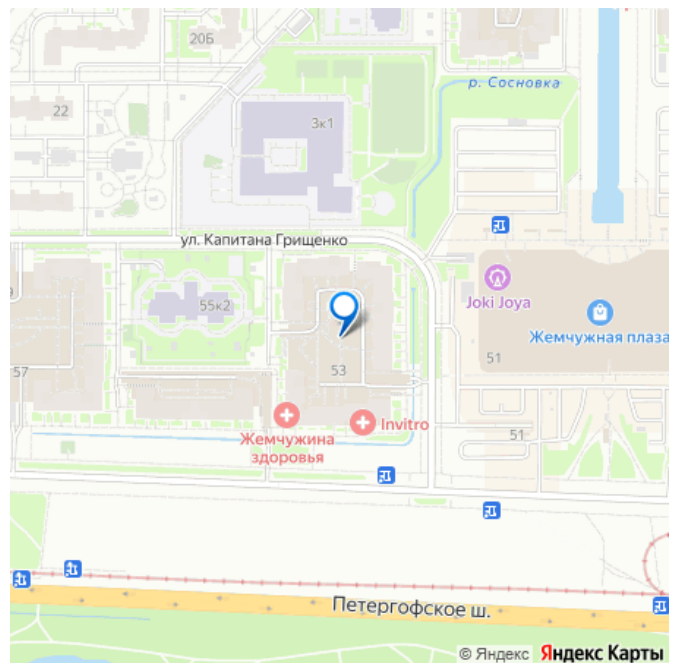 20Б
р. Сосновка
22
3к1
ул. Капитана Грищенко
Joki Joya
55к2
Жемчужная плаза
51
57
53
Invitro
Жемчужина
здоровья
51
Петергофское ш.
© Яндекс Яндекс Карты